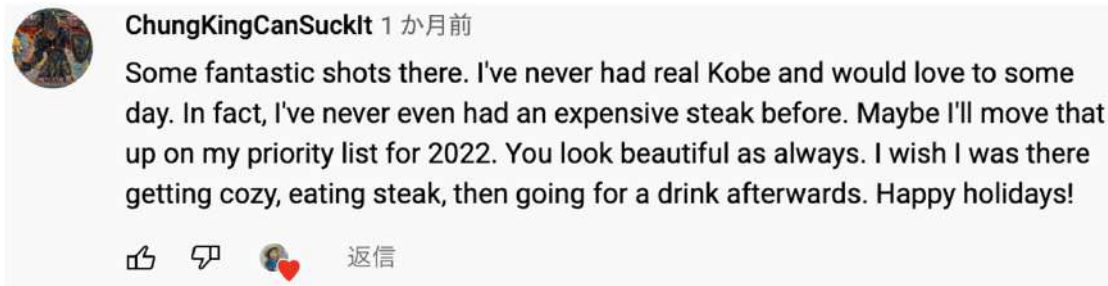 ChungKingCanSuckIt 1 か月前
Some fantastic shots there. I've never had real Kobe and would love to some
day. In fact, I've never even had an expensive steak before. Maybe I'll move that
up on my priority list for 2022. You look beautiful as always. I wish I was there
getting cozy, eating steak, then going for a drink afterwards. Happy holidays!
返信